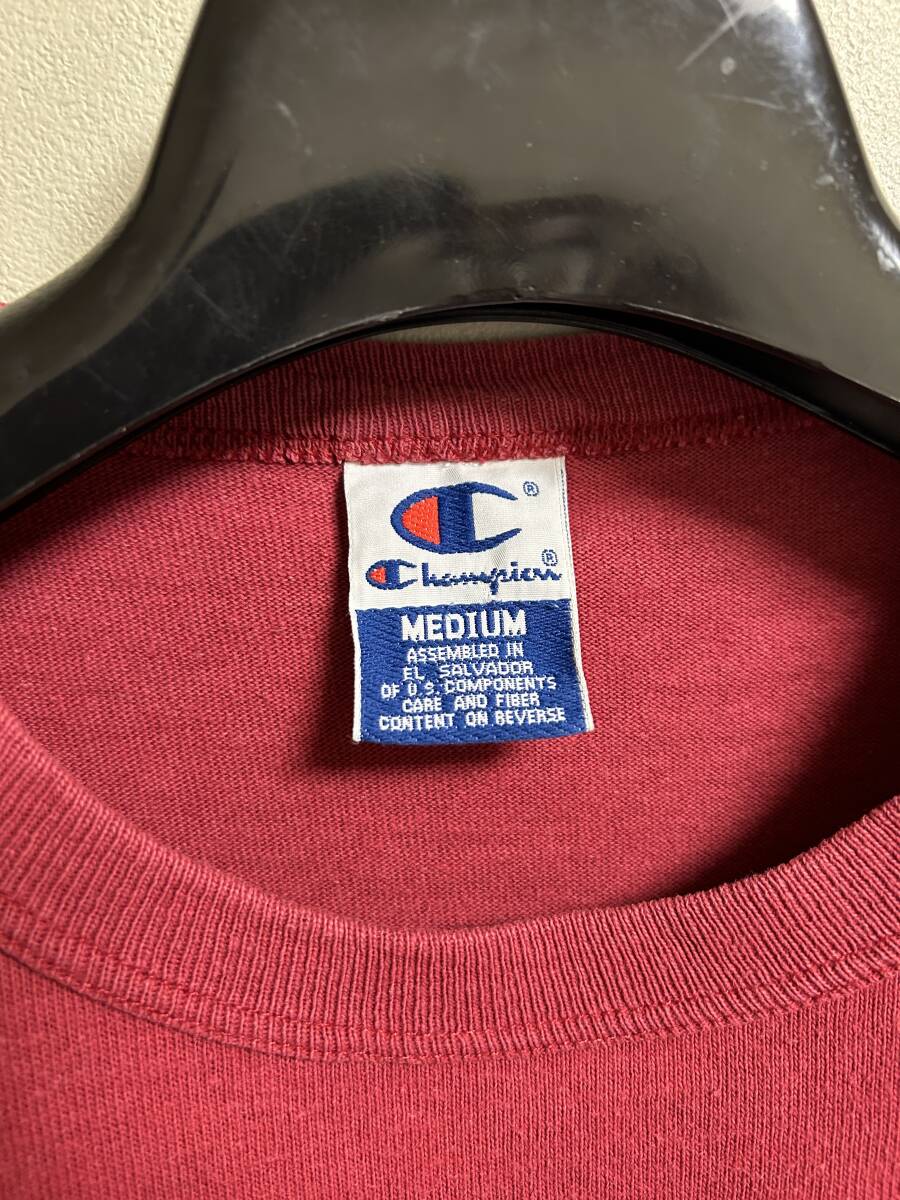 ®
Champion®
MEDIUM
ASSEMBLED IN
EL SALVADOR
OF U.S. COMPONENTS
CARE AND FIBER
CONTENT ON REVERSE